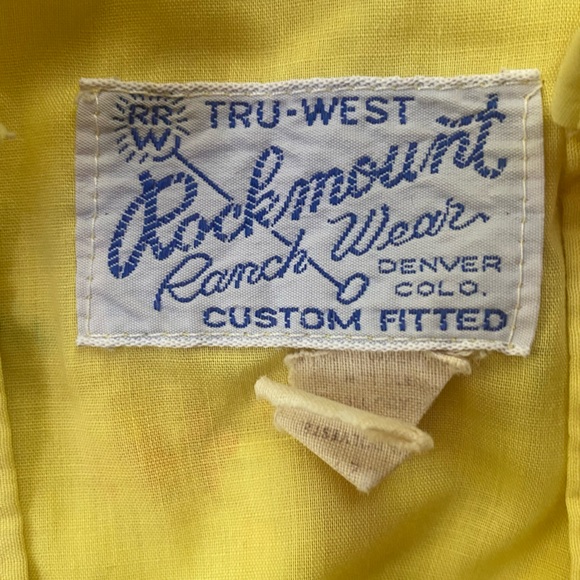 RR
W
TRU-WEST
Rockmount
Ranch Wear
DENVER
COLO.
CUSTOM FITTED